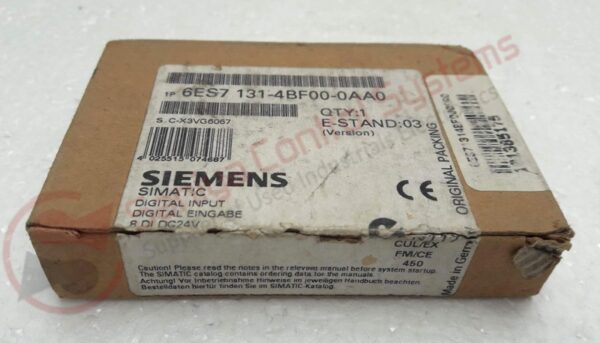 1P 6ES7 131-4BF00-0AA0
QTY:1
S C-X3VG6067
E-STAND:03
(Version)
4 025515 074687
SIEMENS
SIMATIC
DIGITAL INPUT
DIGITAL EINGABE
8 DI DC24V
CE
ORIGINAL PACKING
Made in Germany
CUL/EX
FM/CE
450
Caution! Please read the notes in the relevant manual before system startup.
The SIMATIC catalog contains ordering data for the manuals.
Achtung! Vor Inbetriebnahme Hinweise im jeweiligen Handbuch beachten.
Bestelldaten hierfür im SIMATIC-Katalog.